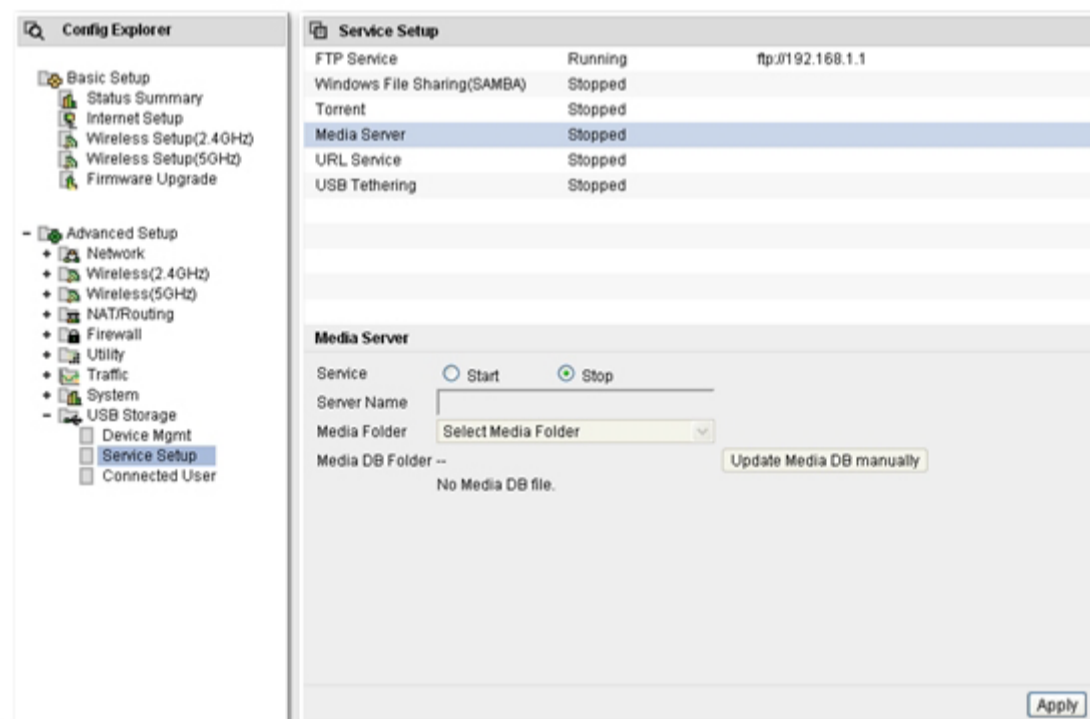 Config Explorer
Basic Setup
Status Summary
Internet Setup
Wireless Setup(2.4GHz)
Wireless Setup(5GHz)
Firmware Upgrade
Advanced Setup
Network
Wireless(2.4GHz)
Wireless(5GHz)
NAT/Routing
Firewall
Utility
Traffic
System
USB Storage
Device Mgmt
Service Setup
Connected User
Service Setup
FTP Service Running ftp://192.168.1.1
Windows File Sharing(SAMBA) Stopped
Torrent Stopped
Media Server Stopped
URL Service Stopped
USB Tethering Stopped
Media Server
Service Start Stop
Server Name
Media Folder Select Media Folder
Media DB Folder -- Update Media DB manually
No Media DB file.
Apply